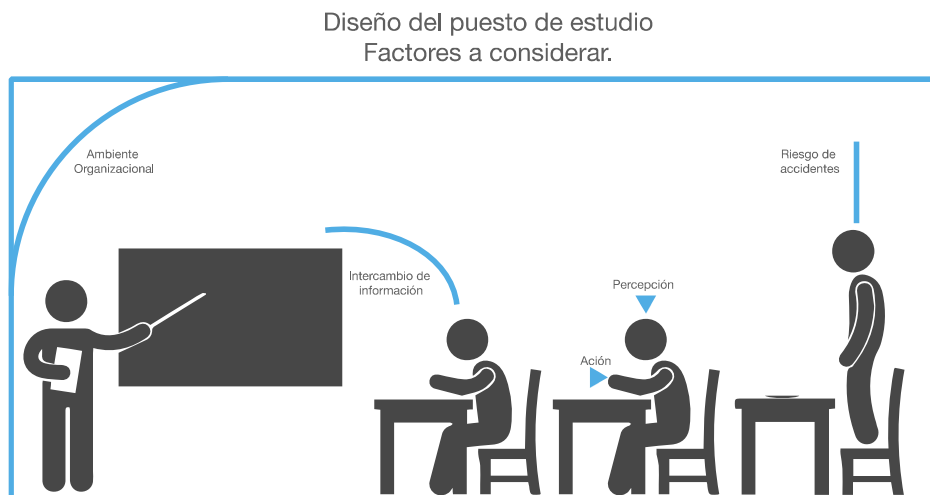 Diseño del puesto de estudio
Factores a considerar.
Ambiente
Organizacional
Riesgo de
accidentes
Intercambio de
información
Percepción
Ación